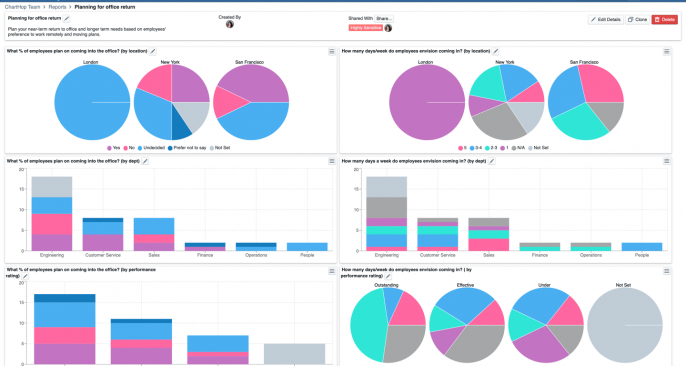 ChartHop Team > Reports > Planning for office return
Planning for office return
Created By
Shared With Share...
Edit Details
Clone
Delete
Plan your near-term return to office and longer term needs based on employees'
preference to work remotely and moving plans.
Highly Sensitive
What % of employees plan on coming into the office? (by location)
London
New York
San Francisco
Yes No Undecided Prefer not to say Not Set
How many days/week do employees envision coming in? (by location)
London
New York
San Francisco
5 3-4 2-3 1 N/A Not Set
What % of employees plan on coming into the office? (by dept)
20
15
10
5
0
Engineering Customer Service Sales Finance Operations People
How many days a week do employees envision coming in? (by dept)
20
15
10
5
0
Engineering Customer Service Sales Finance Operations People
What % of employees plan on coming into the office? (by performance
rating)
20
15
10
5
How many days/week do employees envision coming in? ( by
performance rating)
Outstanding
Effective
Under
Not Set